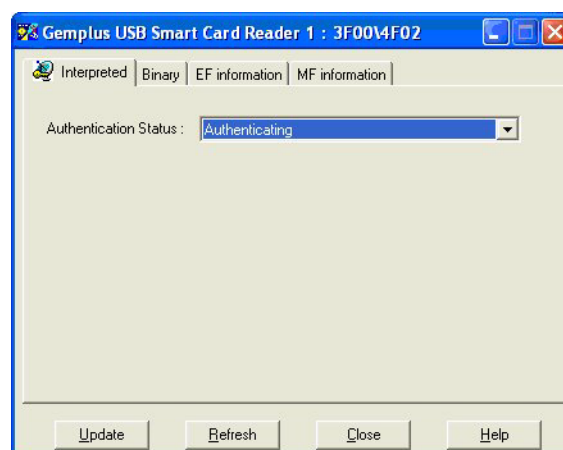 Gemplus USB Smart Card Reader 1 : 3F00\4F02
Interpreted Binary EF information MF information
Authentication Status : Authenticating
Update Refresh Close Help